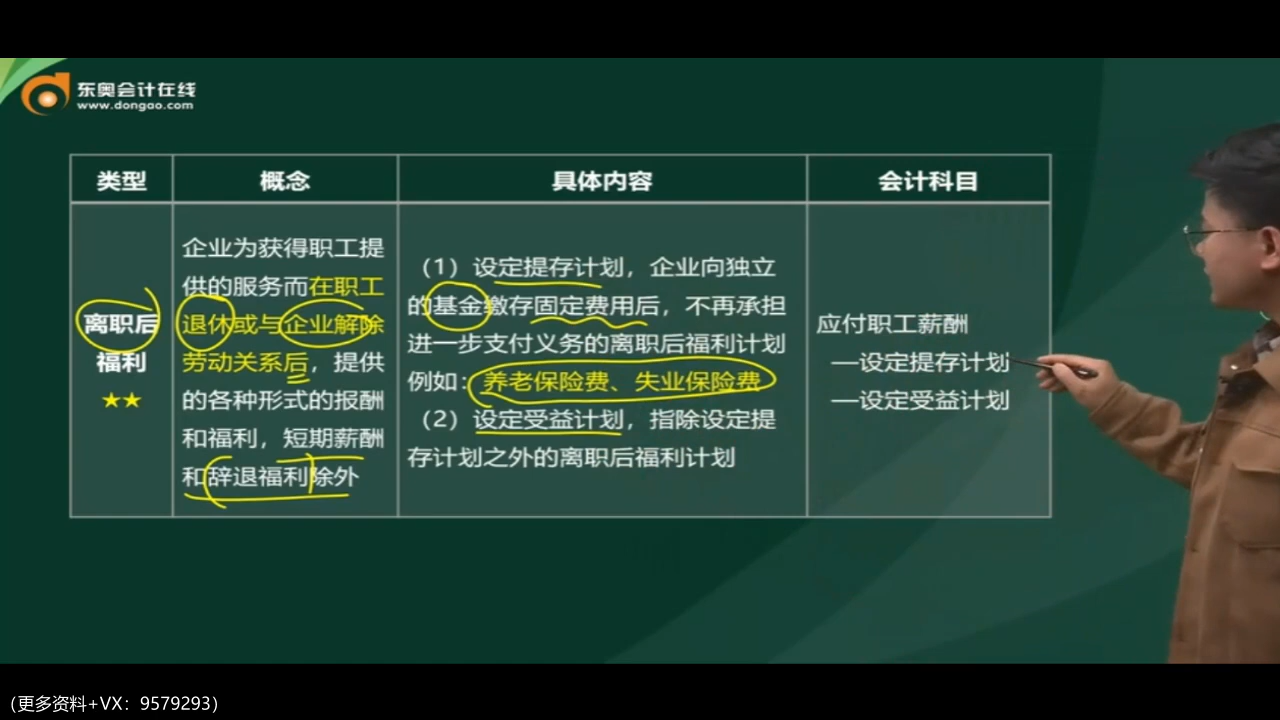 东奥会计在线
www.dongao.com
类型
概念
具体内容
会计科目
离职后
福利
★★
企业为获得职工提
供的服务而在职工
退休或与企业解除
劳动关系后，提供
的各种形式的报酬
和福利，短期薪酬
和辞退福利除外
（1）设定提存计划，企业向独立
的基金缴存固定费用后，不再承担
进一步支付义务的离职后福利计划
例如：养老保险费、失业保险费
（2）设定受益计划，指除设定提
存计划之外的离职后福利计划
应付职工薪酬
—设定提存计划
—设定受益计划
(更多资料+VX：9579293)